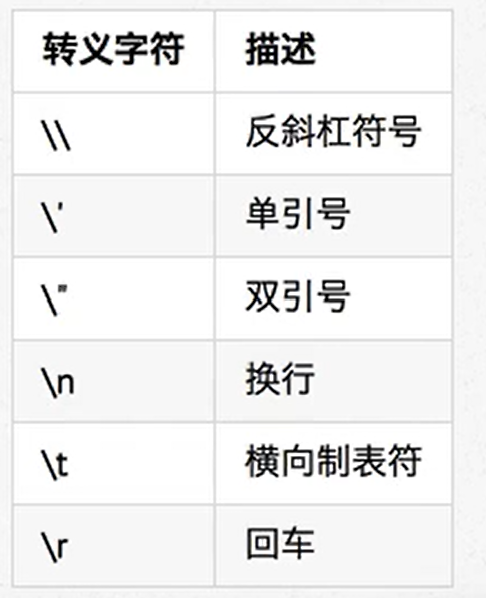 转义字符 描述
\\ 反斜杠符号
\' 单引号
\" 双引号
\n 换行
\t 横向制表符
\r 回车